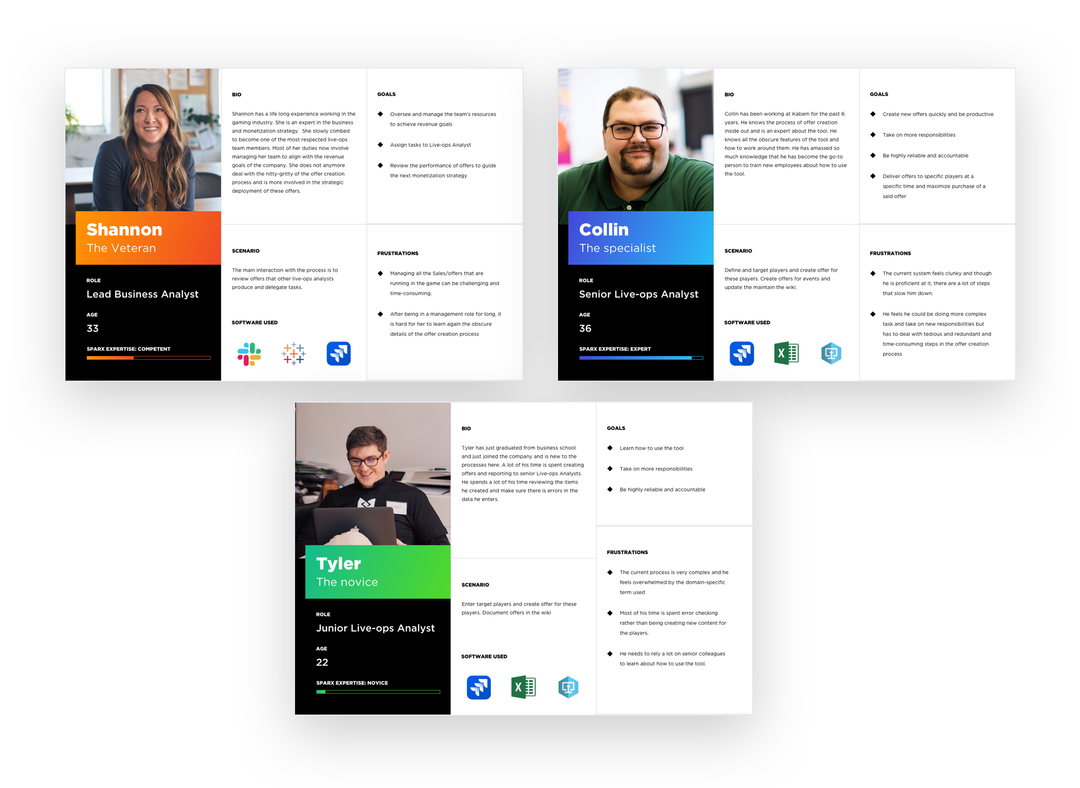 Shannon
The Veteran
ROLE
Lead Business Analyst
AGE
33
SPARX EXPERTISE: COMPETENT
BIO
Shannon has a life long experience working in the
gaming industry. She is an expert in the business
and monetization strategy. She slowly climbed
to become one of the most respected live-ops
team members. Most of her duties now involve
managing her team to align with the revenue
goals of the company. She does not anymore
deal with the nitty-gritty of the offer creation
process and is more involved in the strategic
deployment of these offers.
SCENARIO
The main interaction with the process is to
review offers that other live-ops analysts
produce and delegate tasks.
SOFTWARE USED
GOALS
Oversee and manage the team's resources
to achieve revenue goals
Assign tasks to Live-ops Analyst
Review the performance of offers to guide
the next monetization strategy
FRUSTRATIONS
Managing all the Sales/offers that are
running in the game can be challenging and
time-consuming.
After being in a management role for long, it
is hard for her to learn again the obscure
details of the offer creation process
Collin
The specialist
ROLE
Senior Live-ops Analyst
AGE
36
SPARX EXPERTISE: EXPERT
BIO
Collin has been working at Kabam for the past 6
years. He knows the process of offer creation
inside out and is an expert about the tool. He
knows all the obscure features of the tool and
how to work around them. He has amassed so
much knowledge that he has become the go-to
person to train new employees about how to use
the tool.
SCENARIO
Define and target players and create offer for
these players. Create offers for events and
update the maintain the wiki.
SOFTWARE USED
X
GOALS
Create new offers quickly and be productive
Take on more responsibilities
Be highly reliable and accountable
Deliver offers to specific players at a
specific time and maximize purchase of a
said offer
FRUSTRATIONS
The current system feels clunky and though
he is proficient at it, there are a lot of steps
that slow him down.
He feels he could be doing more complex
task and take on new responsibilities but
has to deal with tedious and redundant and
time-consuming steps in the offer creation
process
Tyler
The novice
ROLE
Junior Live-ops Analyst
AGE
22
SPARX EXPERTISE: NOVICE
BIO
Tyler has just graduated from business school
and just joined the company and is new to the
processes here. A lot of his time is spent creating
offers and reporting to senior Live-ops Analysts.
He spends a lot of his time reviewing the items
he created and make sure there is errors in the
data he enters.
SCENARIO
Enter target players and create offer for these
players. Document offers in the wiki
SOFTWARE USED
X
GOALS
Learn how to use the tool
Take on more responsibilities
Be highly reliable and accountable
FRUSTRATIONS
The current process is very complex and he
feels overwhelmed by the domain-specific
term used
Most of his time is spent error checking
rather than being creating new content for
the players.
He needs to rely a lot on senior colleagues
to learn about how to use the tool.